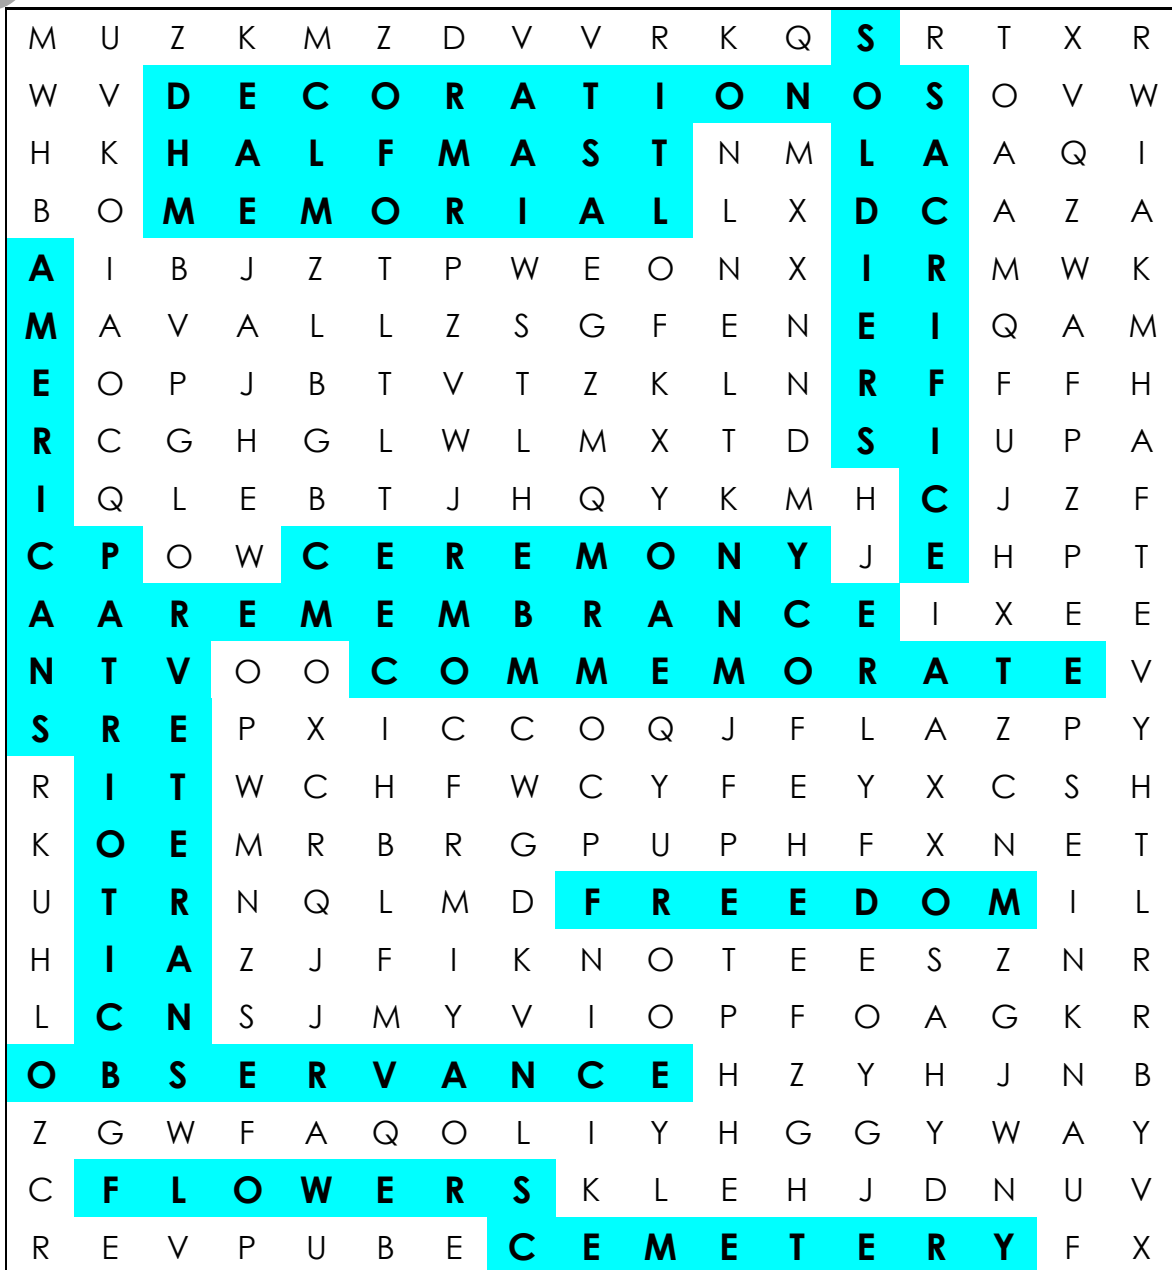 M U Z K M Z D V V R K Q S R T X R
W V D E C O R A T I O N O S O V W
H K H A L F M A S T N M L A A Q I
B O M E M O R I A L L X D C A Z A
A I B J Z T P W E O N X I R M W K
M A V A L L Z S G F E N E I Q A M
E O P J B T V T Z K L N R F F F H
R C G H G L W L M X T D S I U P A
I Q L E B T J H Q Y K M H C J Z F
C P O W C E R E M O N Y J E H P T
A A R E M E M B R A N C E I X E E
N T V O O C O M M E M O R A T E V
S R E P X I C C O Q J F L A Z P Y
R I T W C H F W C Y F E Y X C S H
K O E M R B R G P U P H F X N E T
U T R N Q L M D F R E E D O M I L
H I A Z J F I K N O T E E S Z N R
L C N S J M Y V I O P F O A G K R
O B S E R V A N C E H Z Y H J N B
Z G W F A Q O L I Y H G G Y W A Y
C F L O W E R S K L E H J D N U V
R E V P U B E C E M E T E R Y F X